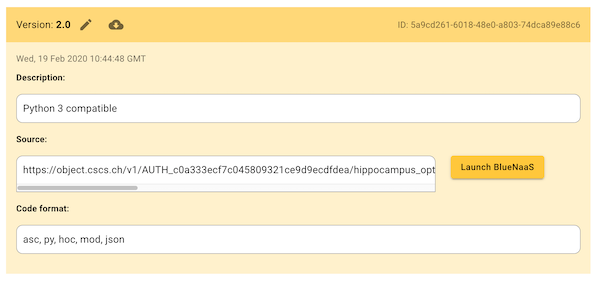 Version: 2.0 ID: 5a9cd261-6018-48e0-a803-74dca89e88c6
Wed, 19 Feb 2020 10:44:48 GMT
Description:
Python 3 compatible
Source:
https://object.cscs.ch/v1/AUTH_c0a333ecf7c045809321ce9d9ecdfdea/hippocampus_opt Launch BlueNaaS
Code format:
asc, py, hoc, mod, json